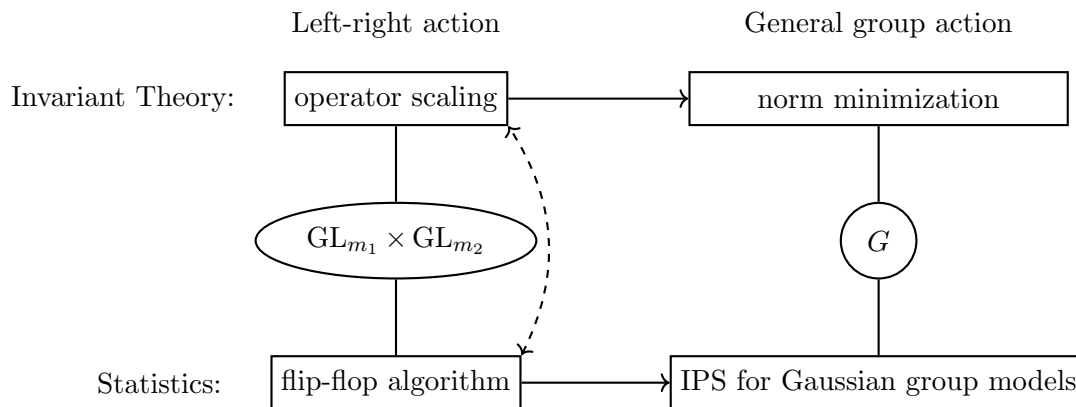 Left-right action General group action
Invariant Theory: operator scaling norm minimization
GL_{m_1} × GL_{m_2} G
Statistics: flip-flop algorithm IPS for Gaussian group models